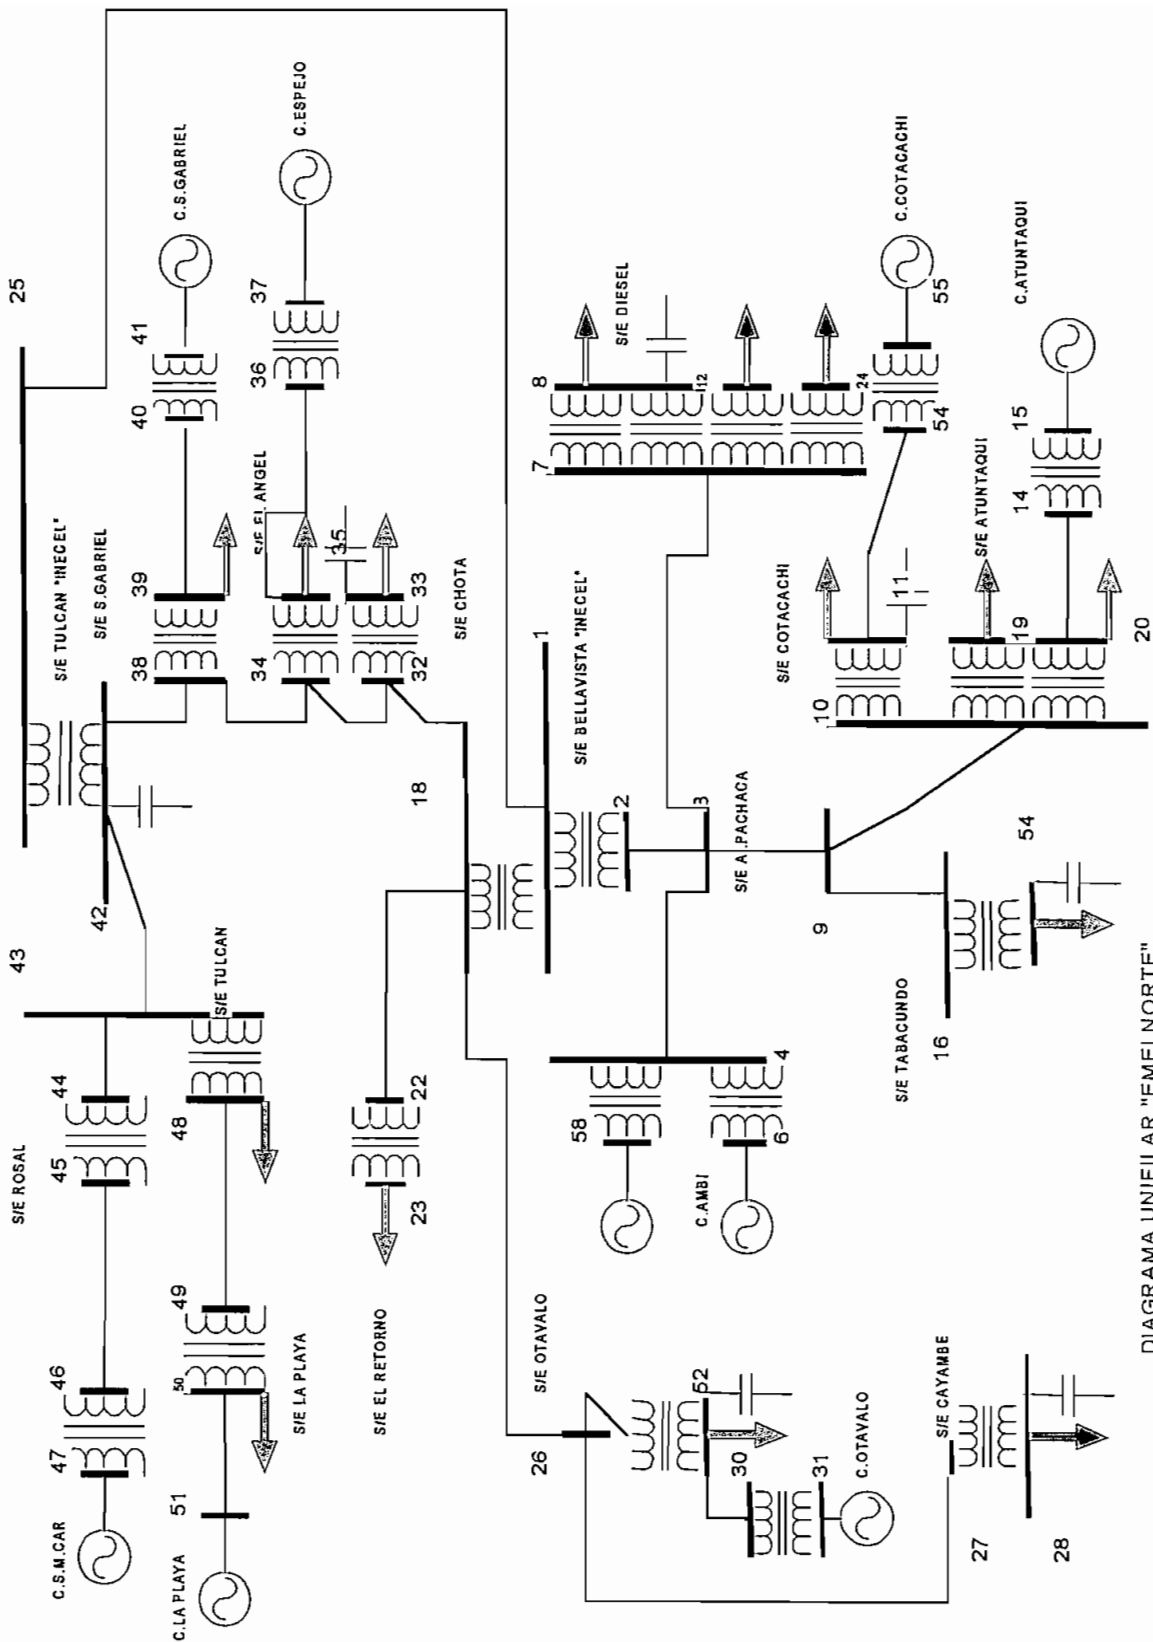 25
C.S.GABRIEL
C.ESPEJO
41
37
40
36
S/E TULCAN "INECEL"
S/E S.GABRIEL
39
S/E EL ANGEL
35
33
S/E CHOTA
38
34
32
42
18
43
S/E TULCAN
S/E ROSAL
44
48
45
22
23
49
46
50
S/E LA PLAYA
S/E EL RETORNO
47
51
C.S.M.CAR
C.LA PLAYA
C.COTACACHI
55
S/E DIESEL
8
12
24
7
54
C.ATUNTAQUI
15
14
S/E ATUNTAQUI
S/E BELLAVISTA "INECEL"
1
S/E COTACACHI
11
19
20
10
2
3
S/E A .PACHACA
9
54
S/E TABACUNDO
16
4
58
6
C.AMBI
S/E OTAVALO
26
52
30
31
C.OTAVALO
S/E CAYAMBE
27
28
DIAGRAMA UNIFILAR "EMELNORTE"